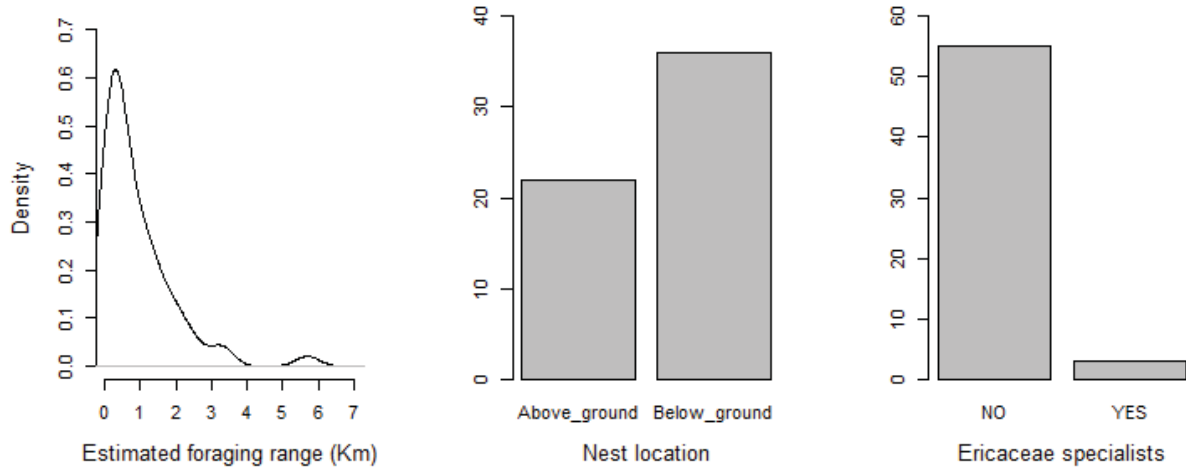 Density
0.7
0.6
0.5
0.4
0.3
0.2
0.1
0.0
0 1 2 3 4 5 6 7
Estimated foraging range (Km)
40
30
20
10
0
Above_ground Below_ground
Nest location
60
50
40
30
20
10
0
NO YES
Ericaceae specialists